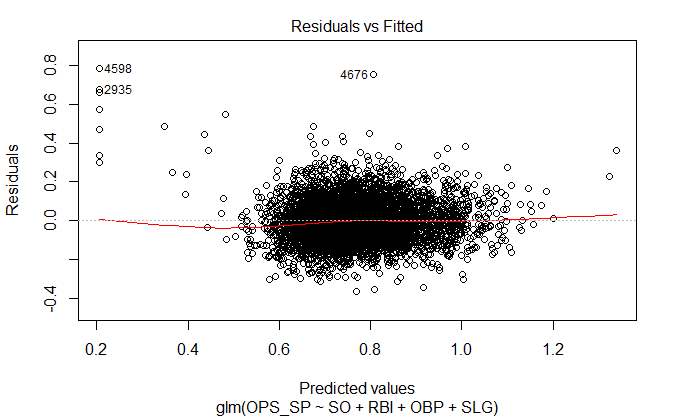 Residuals vs Fitted
Residuals
0.8
0.6
0.4
0.2
0.0
-0.4
4598
2935
4676
0.2 0.4 0.6 0.8 1.0 1.2
Predicted values
glm(OPS_SP ~ SO + RBI + OBP + SLG)